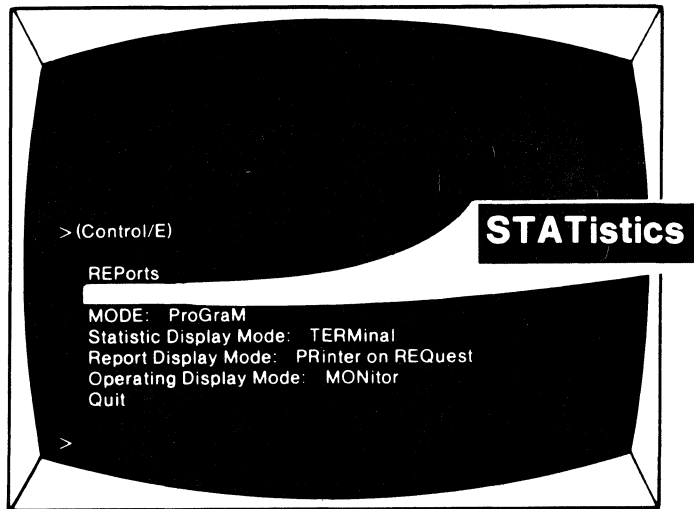 >(Control/E)
STATistics
REPorts
MODE: ProGraM
Statistic Display Mode: TERMinal
Report Display Mode: PRinter on REQuest
Operating Display Mode: MONitor
Quit
>